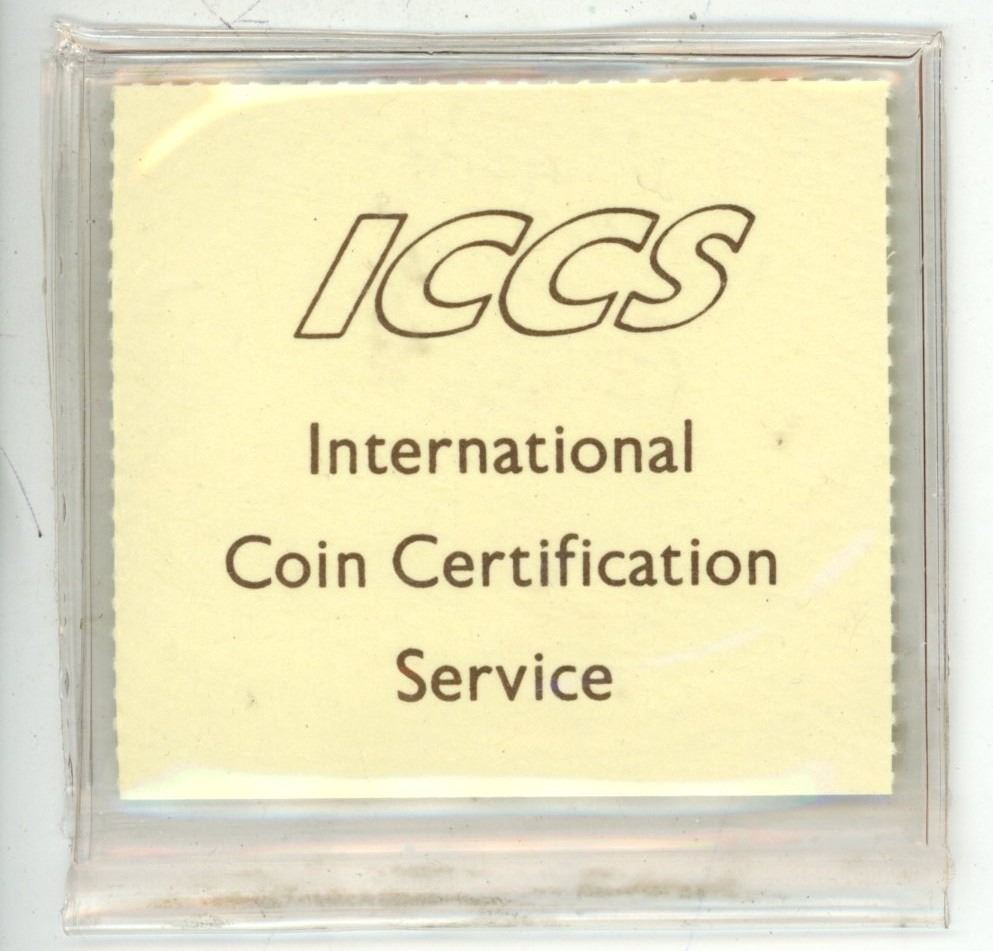 ICCS
International
Coin Certification
Service